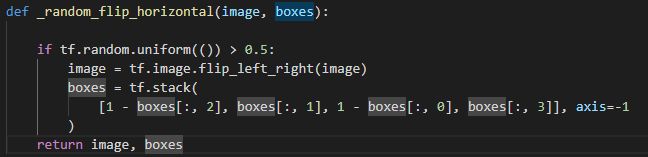 def _random_flip_horizontal(image, boxes):
if tf.random.uniform(()) > 0.5:
image = tf.image.flip_left_right(image)
boxes = tf.stack(
[1 - boxes[:, 2], boxes[:, 1], 1 - boxes[:, 0], boxes[:, 3]], axis=-1
)
return image, boxes